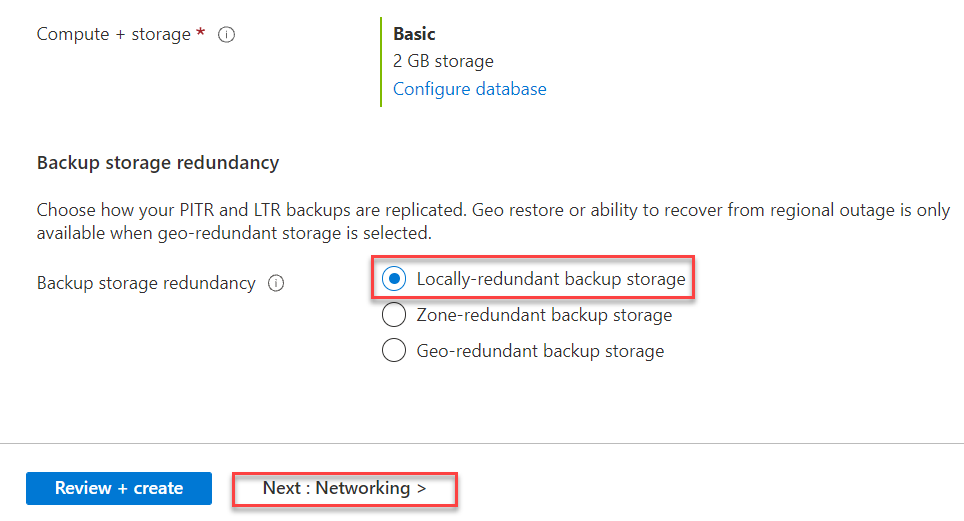 Compute + storage *
Basic
2 GB storage
Configure database
Backup storage redundancy
Choose how your PITR and LTR backups are replicated. Geo restore or ability to recover from regional outage is only
available when geo-redundant storage is selected.
Backup storage redundancy
Locally-redundant backup storage
Zone-redundant backup storage
Geo-redundant backup storage
Review + create
Next : Networking >